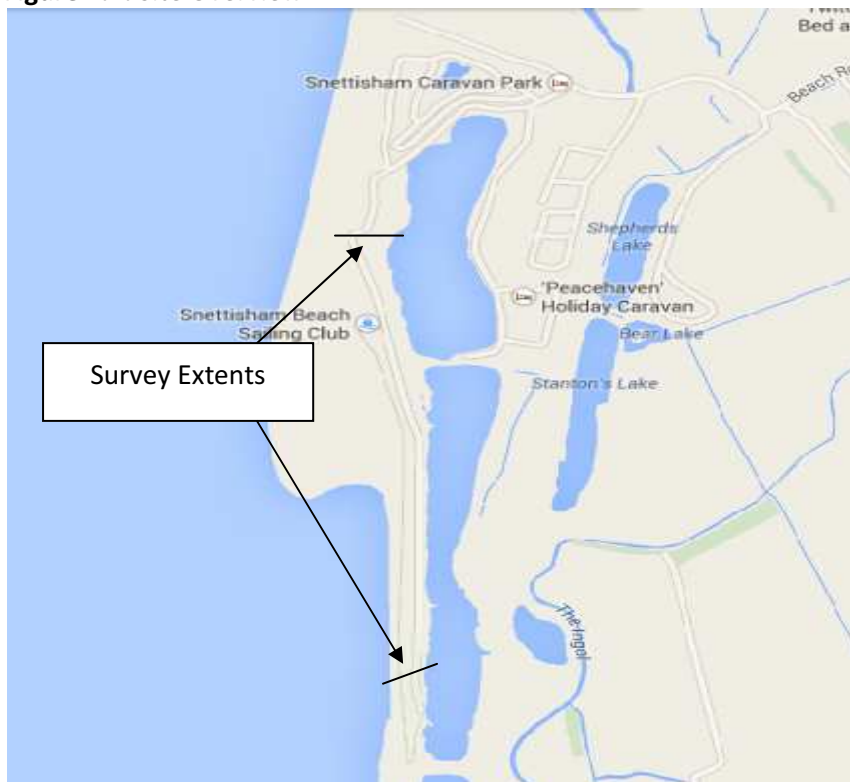 Bed a
Snettisham Caravan Park
Beach
Shepherds
Lake
'Peacehaven'
Holiday Caravan
Snettisham Beach
Sailing Club
Bear Lake
Survey Extents
Stanton's Lake
The Ingol